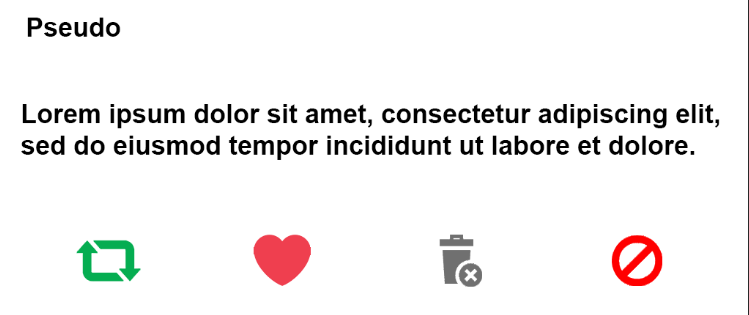 Pseudo
Lorem ipsum dolor sit amet, consectetur adipiscing elit,
sed do eiusmod tempor incididunt ut labore et dolore.